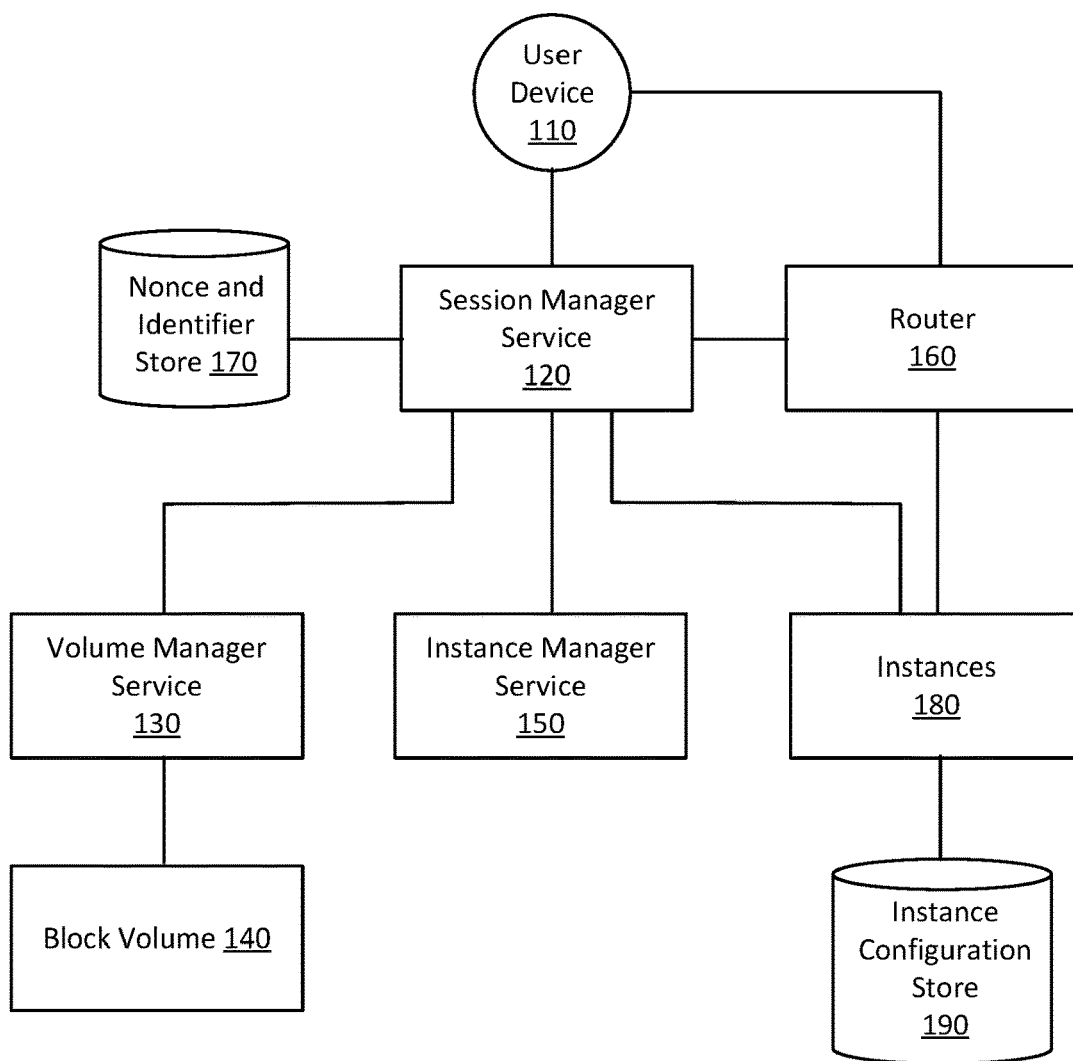 User
Device
110
Nonce and
Identifier
Store 170
Session Manager
Service
120
Router
160
Volume Manager
Service
130
Instance Manager
Service
150
Instances
180
Block Volume 140
Instance
Configuration
Store
190